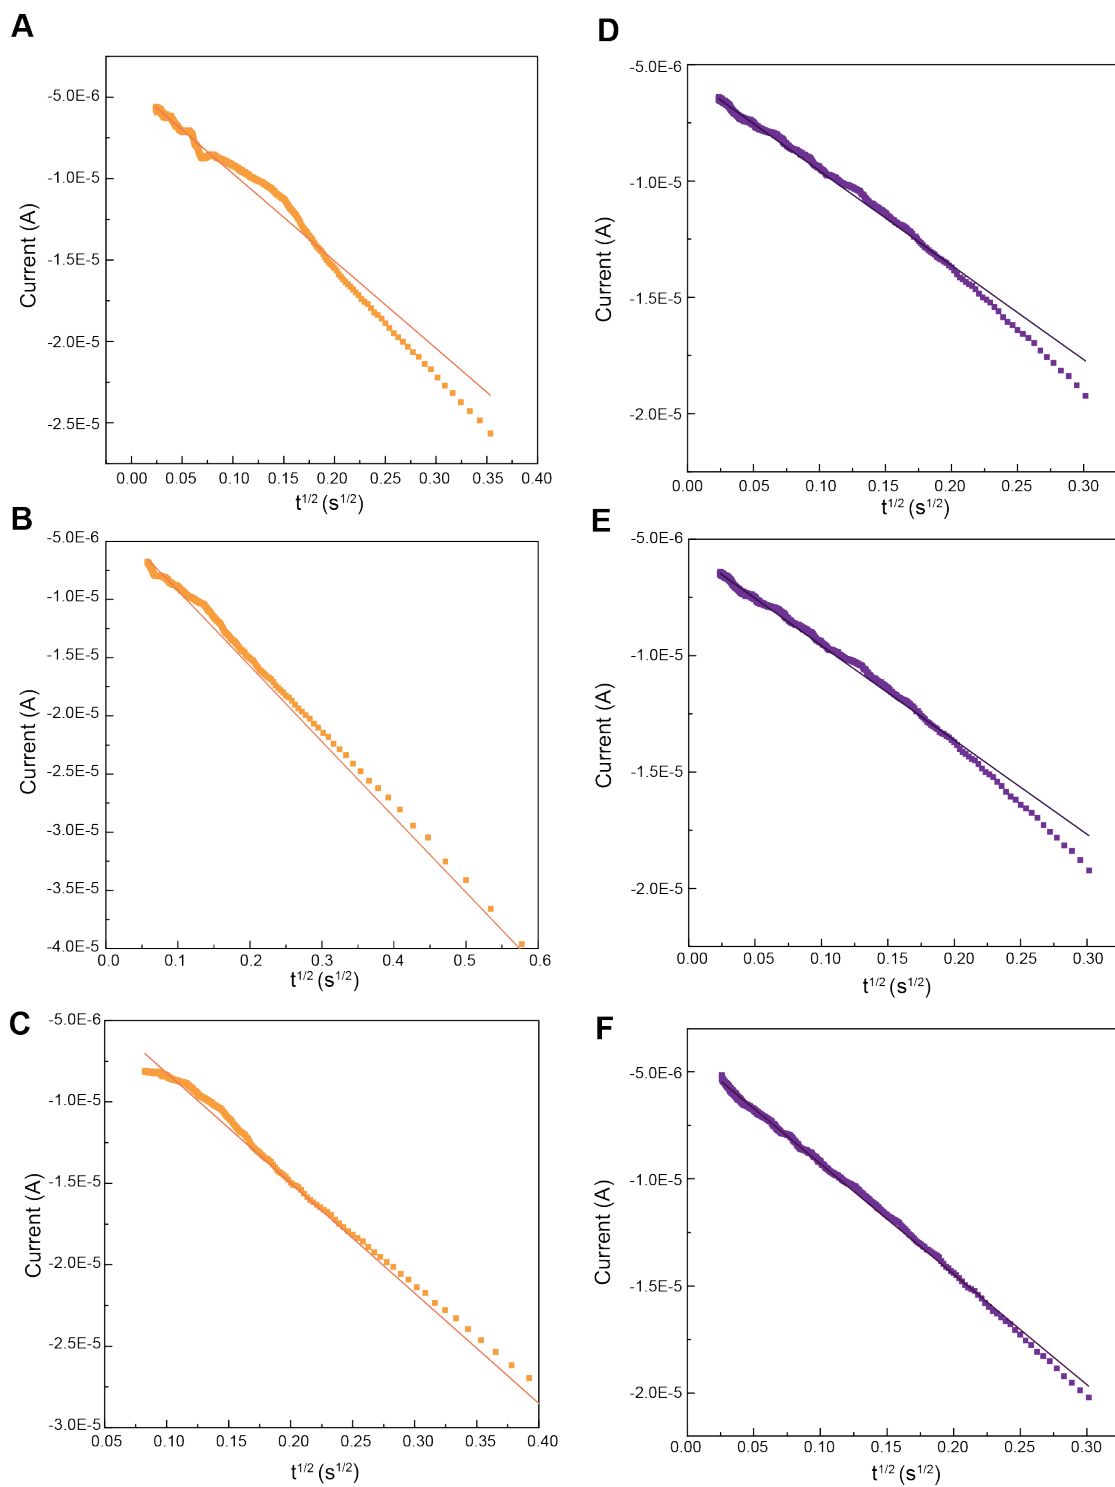 A
-5.0E-6
-1.0E-5
-1.5E-5
-2.0E-5
-2.5E-5
Current (A)
0.00 0.05 0.10 0.15 0.20 0.25 0.30 0.35 0.40
t1/2 (s1/2)
B
-5.0E-6
-1.0E-5
-1.5E-5
-2.0E-5
-2.5E-5
-3.0E-5
-3.5E-5
-4.0E-5
Current (A)
0.0 0.1 0.2 0.3 0.4 0.5 0.6
t1/2 (s1/2)
C
-5.0E-6
-1.0E-5
-1.5E-5
-2.0E-5
-2.5E-5
-3.0E-5
Current (A)
0.05 0.10 0.15 0.20 0.25 0.30 0.35 0.40
t1/2 (s1/2)
D
-5.0E-6
-1.0E-5
-1.5E-5
-2.0E-5
Current (A)
0.00 0.05 0.10 0.15 0.20 0.25 0.30
t1/2 (s1/2)
E
-5.0E-6
-1.0E-5
-1.5E-5
-2.0E-5
Current (A)
0.00 0.05 0.10 0.15 0.20 0.25 0.30
t1/2 (s1/2)
F
-5.0E-6
-1.0E-5
-1.5E-5
-2.0E-5
Current (A)
0.00 0.05 0.10 0.15 0.20 0.25 0.30
t1/2 (s1/2)